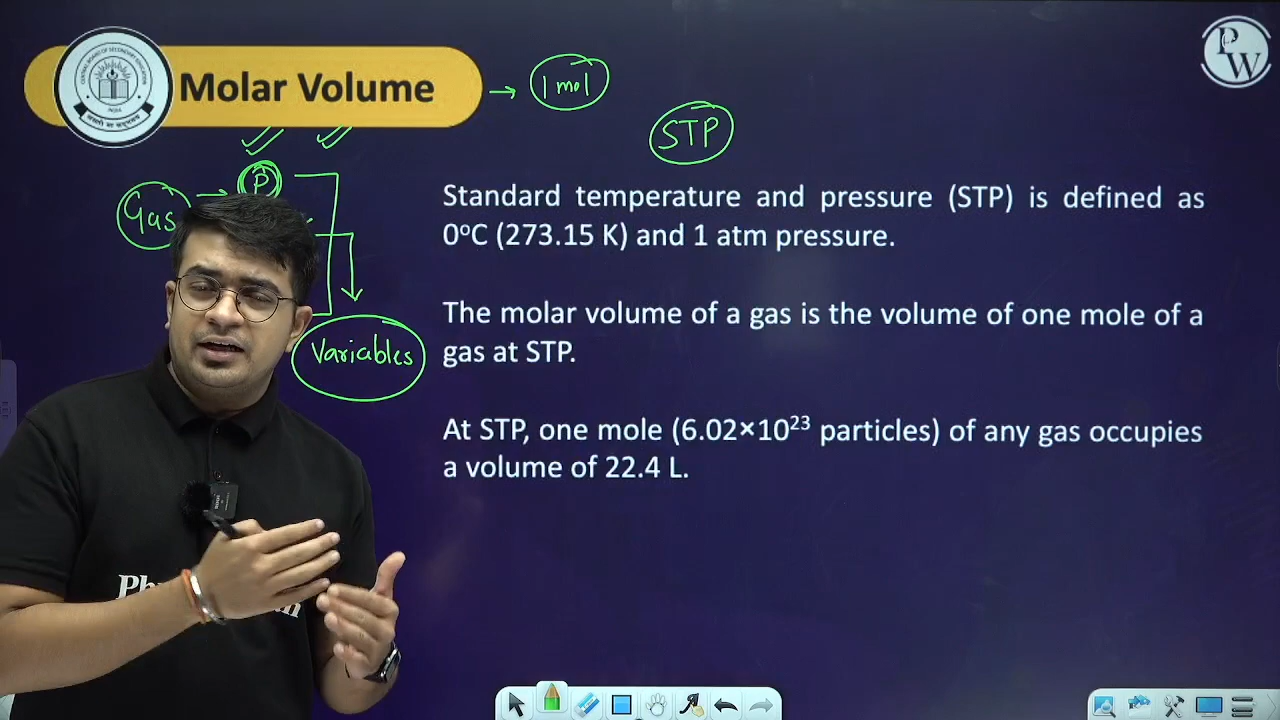 Molar Volume
1 mol
STP
P
Gas
Variables
Standard temperature and pressure (STP) is defined as
0°C (273.15 K) and 1 atm pressure.
The molar volume of a gas is the volume of one mole of a
gas at STP.
At STP, one mole (6.02×10²³ particles) of any gas occupies
a volume of 22.4 L.
PW